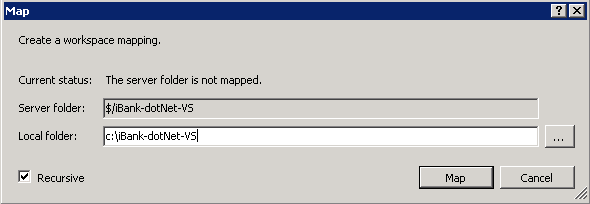 Map
Create a workspace mapping.
Current status: The server folder is not mapped.
Server folder: $/iBank-dotNet-VS
Local folder: c:\iBank-dotNet-VS
...
Recursive
Map Cancel